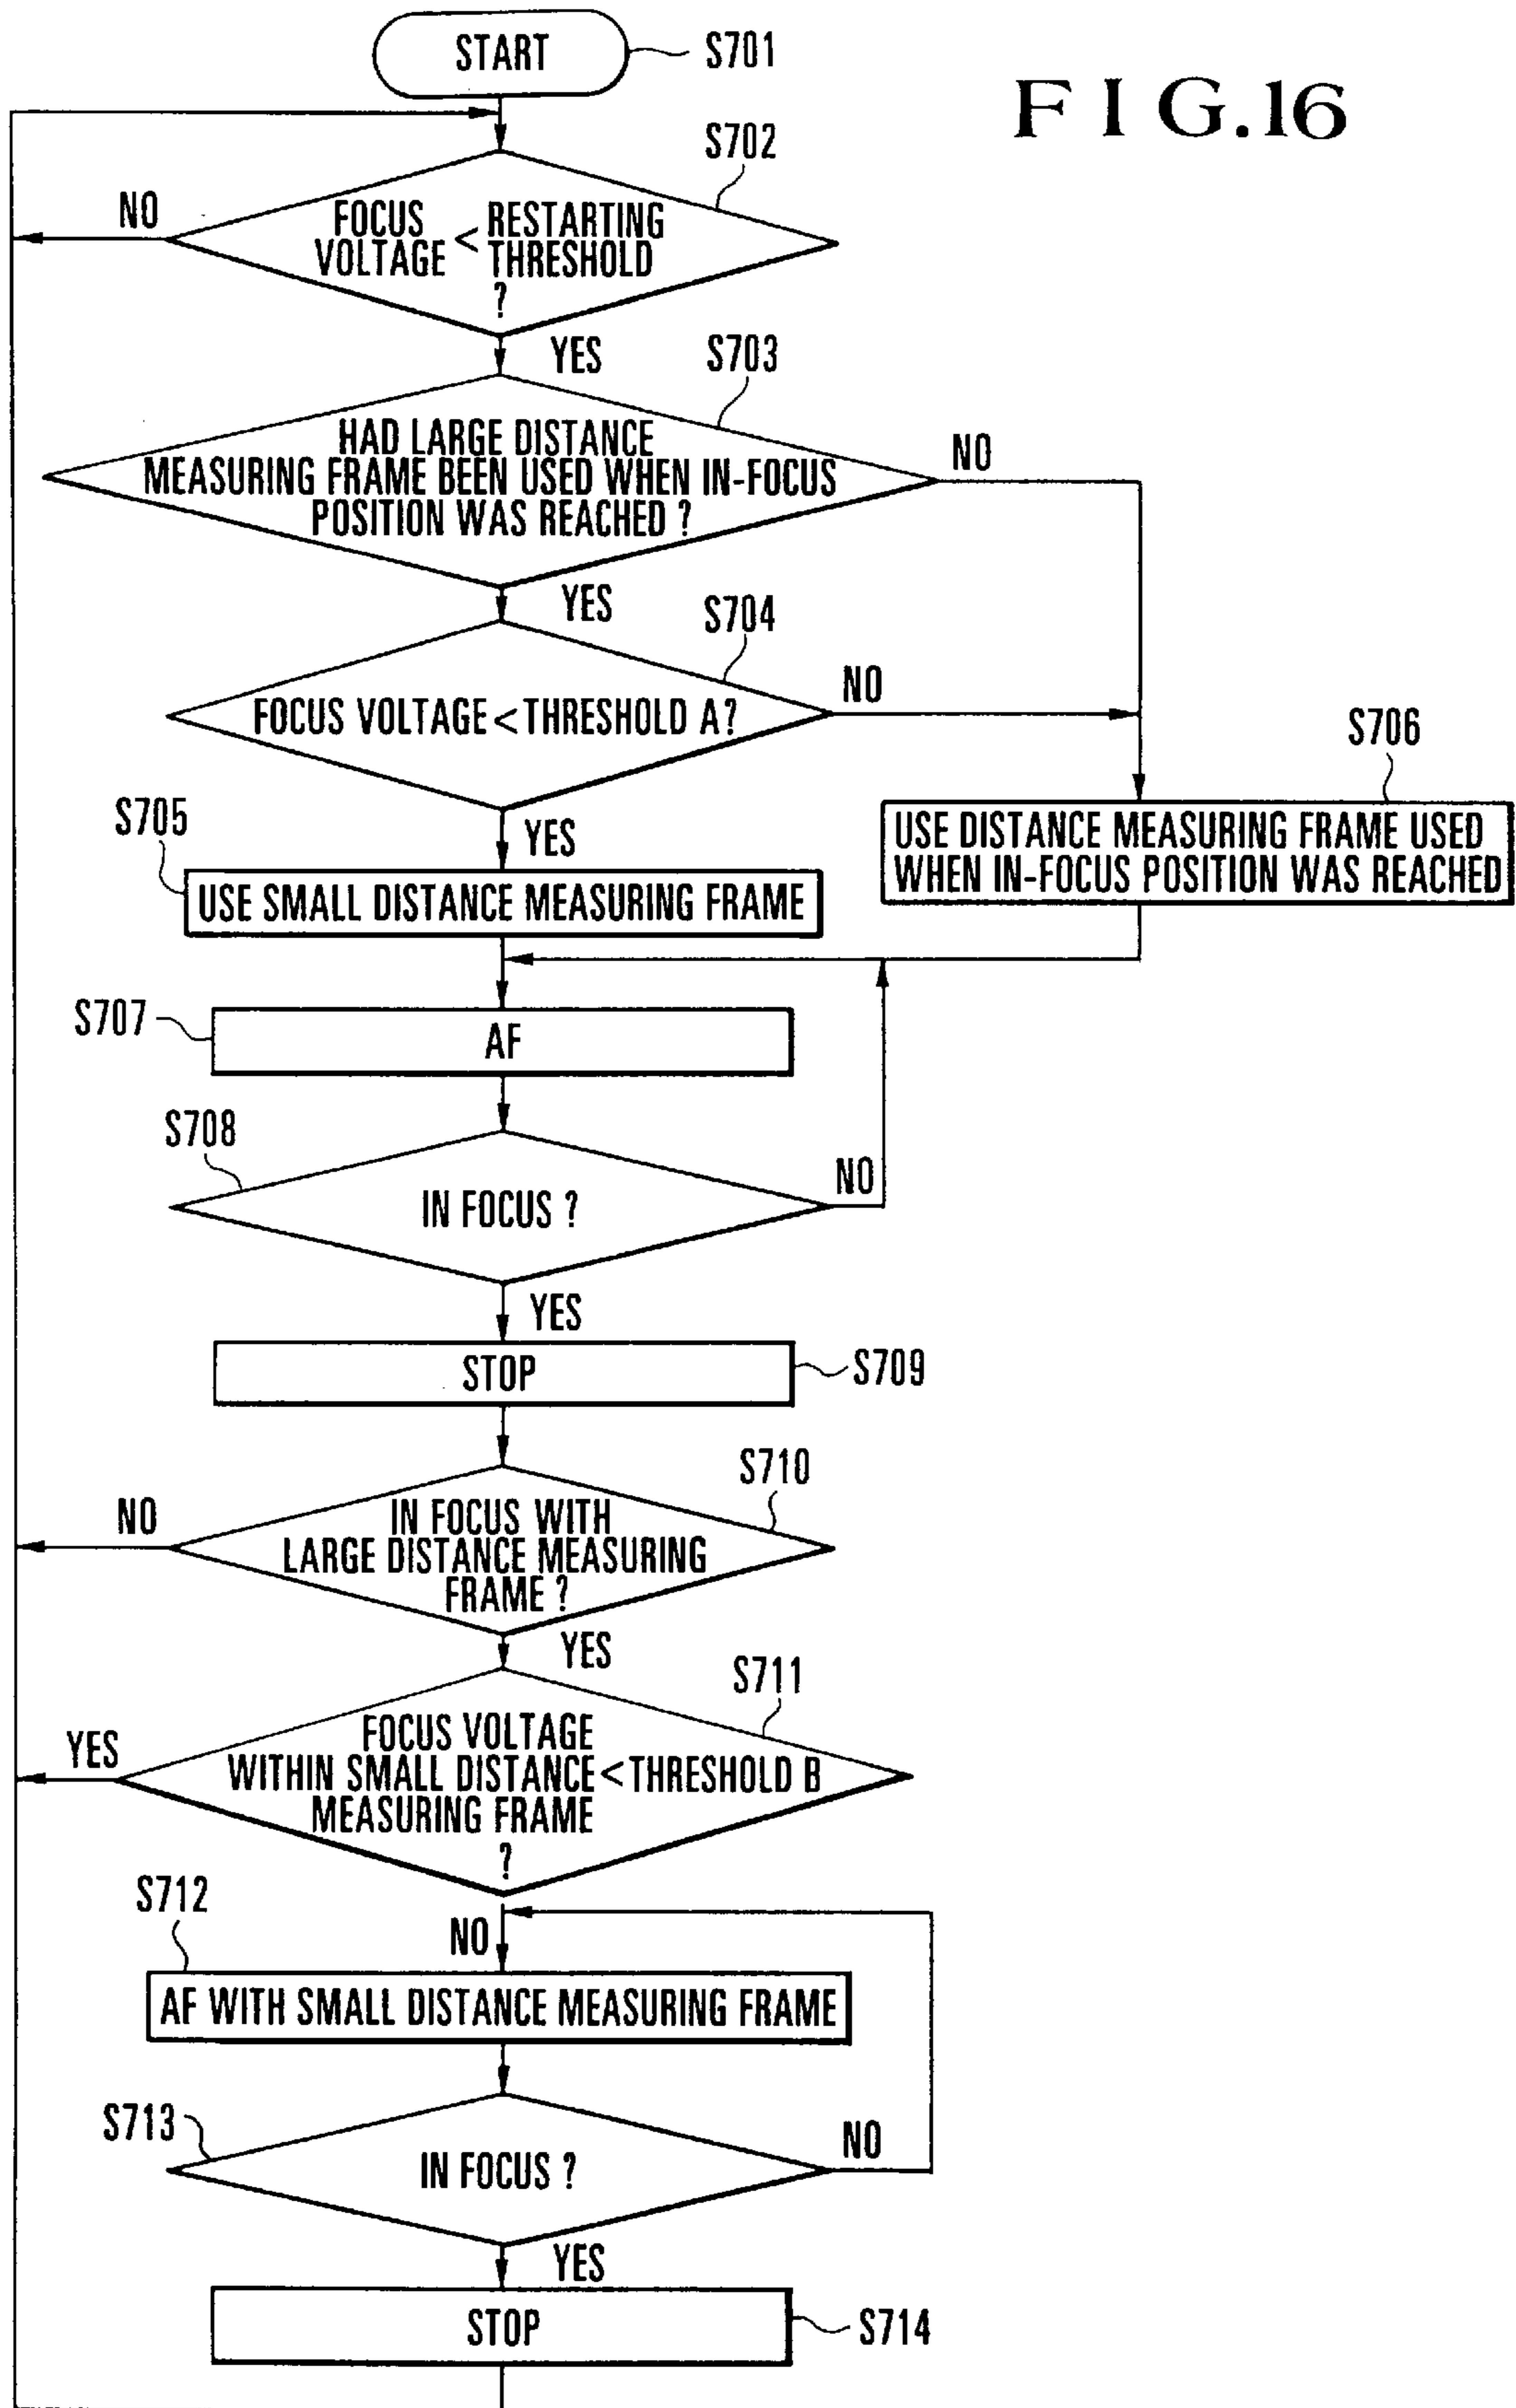 FIG.16
START
S701
S702
NO
FOCUS VOLTAGE < RESTARTING THRESHOLD
?
YES
S703
HAD LARGE DISTANCE
MEASURING FRAME BEEN USED WHEN IN-FOCUS
POSITION WAS REACHED ?
NO
YES
S704
FOCUS VOLTAGE < THRESHOLD A?
NO
S706
USE DISTANCE MEASURING FRAME USED
WHEN IN-FOCUS POSITION WAS REACHED
S705
YES
USE SMALL DISTANCE MEASURING FRAME
S707
AF
S708
IN FOCUS ?
NO
YES
STOP
S709
S710
NO
IN FOCUS WITH
LARGE DISTANCE MEASURING
FRAME ?
YES
S711
YES
FOCUS VOLTAGE
WITHIN SMALL DISTANCE < THRESHOLD B
MEASURING FRAME
?
S712
NO
AF WITH SMALL DISTANCE MEASURING FRAME
S713
IN FOCUS ?
NO
YES
STOP
S714